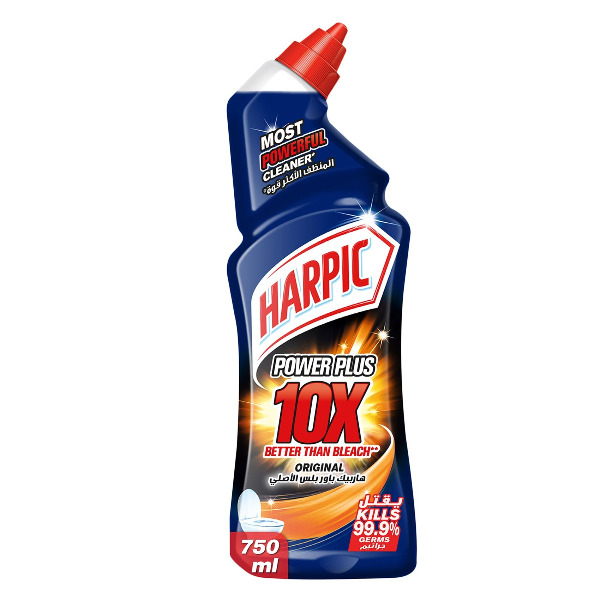 MOST
POWERFUL
CLEANER*
المنظف الأكثر قوة*
HARPIC
POWER PLUS
10X
BETTER THAN BLEACH**
ORIGINAL
هاربيك باور بلس الأصلي
يقتل
KILLS
99.9%
GERMS
جراثيم
750
ml